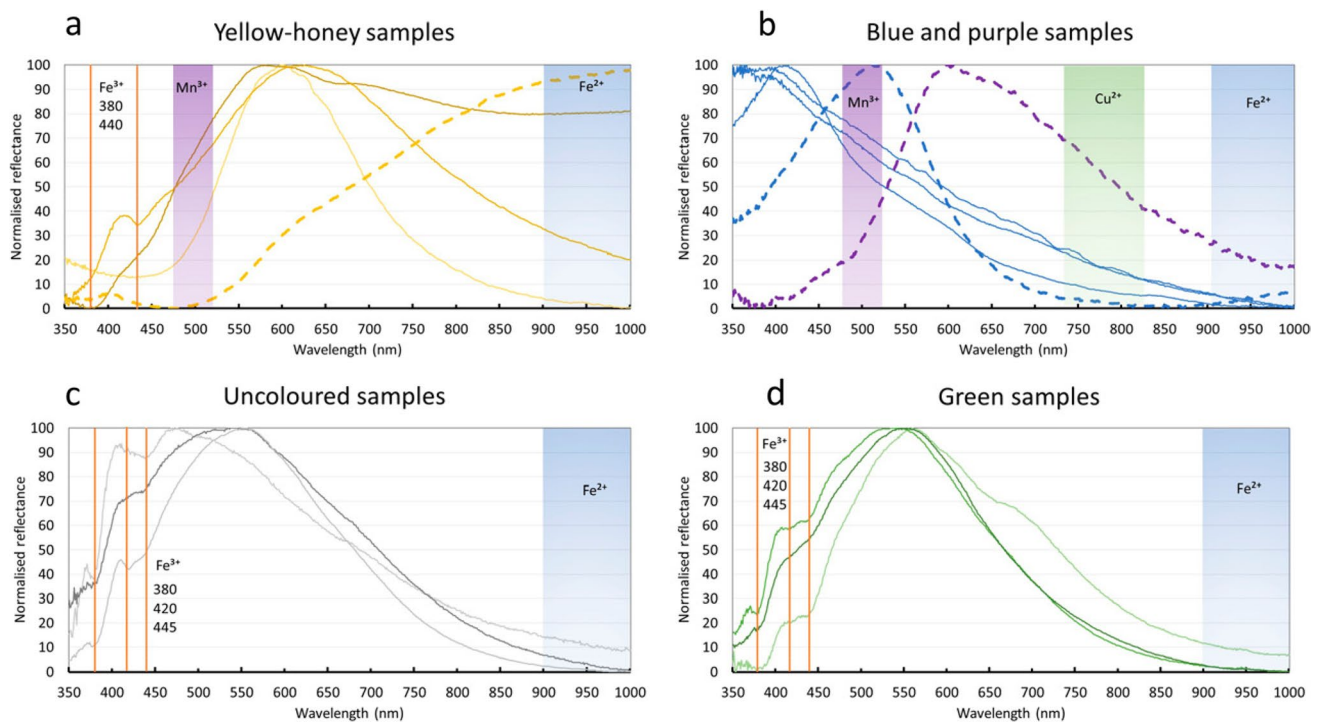 a
Yellow-honey samples
Normalised reflectance
100
90
80
70
60
50
40
30
20
10
0
Fe³⁺
380
440
Mn³⁺
Fe²⁺
350 400 450 500 550 600 650 700 750 800 850 900 950 1000
Wavelength (nm)
b
Blue and purple samples
Normalised reflectance
100
90
80
70
60
50
40
30
20
10
0
Mn³⁺
Cu²⁺
Fe²⁺
350 400 450 500 550 600 650 700 750 800 850 900 950 1000
Wavelength (nm)
c
Uncoloured samples
Normalised reflectance
100
90
80
70
60
50
40
30
20
10
0
Fe³⁺
380
420
445
Fe²⁺
350 400 450 500 550 600 650 700 750 800 850 900 950 1000
Wavelength (nm)
d
Green samples
Normalised reflectance
100
90
80
70
60
50
40
30
20
10
0
Fe³⁺
380
420
445
Fe²⁺
350 400 450 500 550 600 650 700 750 800 850 900 950 1000
Wavelength (nm)